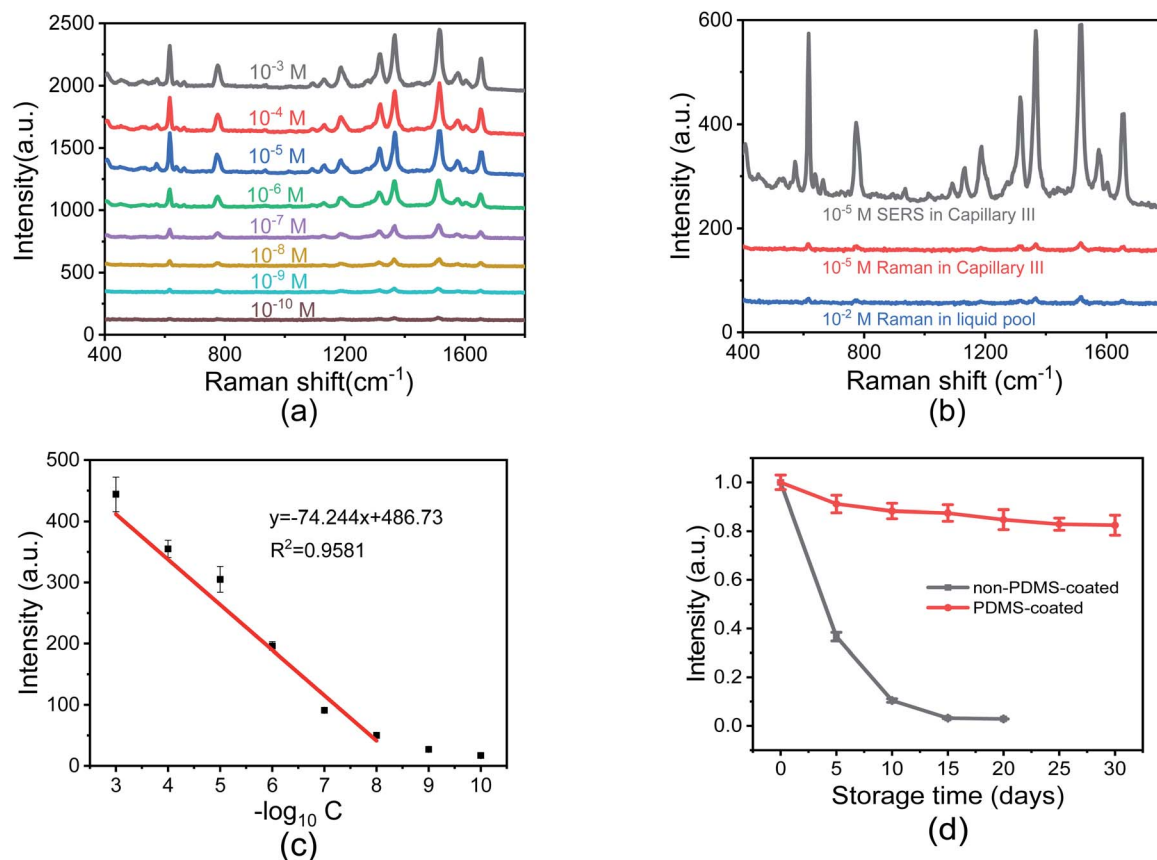 2500
2000
1500
1000
500
0
Intensity(a.u.)
10⁻³ M
10⁻⁴ M
10⁻⁵ M
10⁻⁶ M
10⁻⁷ M
10⁻⁸ M
10⁻⁹ M
10⁻¹⁰ M
400 800 1200 1600
Raman shift(cm⁻¹)
(a)
600
400
200
0
Intensity (a.u.)
10⁻⁵ M SERS in Capillary III
10⁻⁵ M Raman in Capillary III
10⁻² M Raman in liquid pool
400 800 1200 1600
Raman shift (cm⁻¹)
(b)
500
400
300
200
100
0
Intensity (a.u.)
y=-74.244x+486.73
R²=0.9581
3 4 5 6 7 8 9 10
-log₁₀ C
(c)
1.0
0.8
0.6
0.4
0.2
0.0
Intensity (a.u.)
non-PDMS-coated
PDMS-coated
0 5 10 15 20 25 30
Storage time (days)
(d)